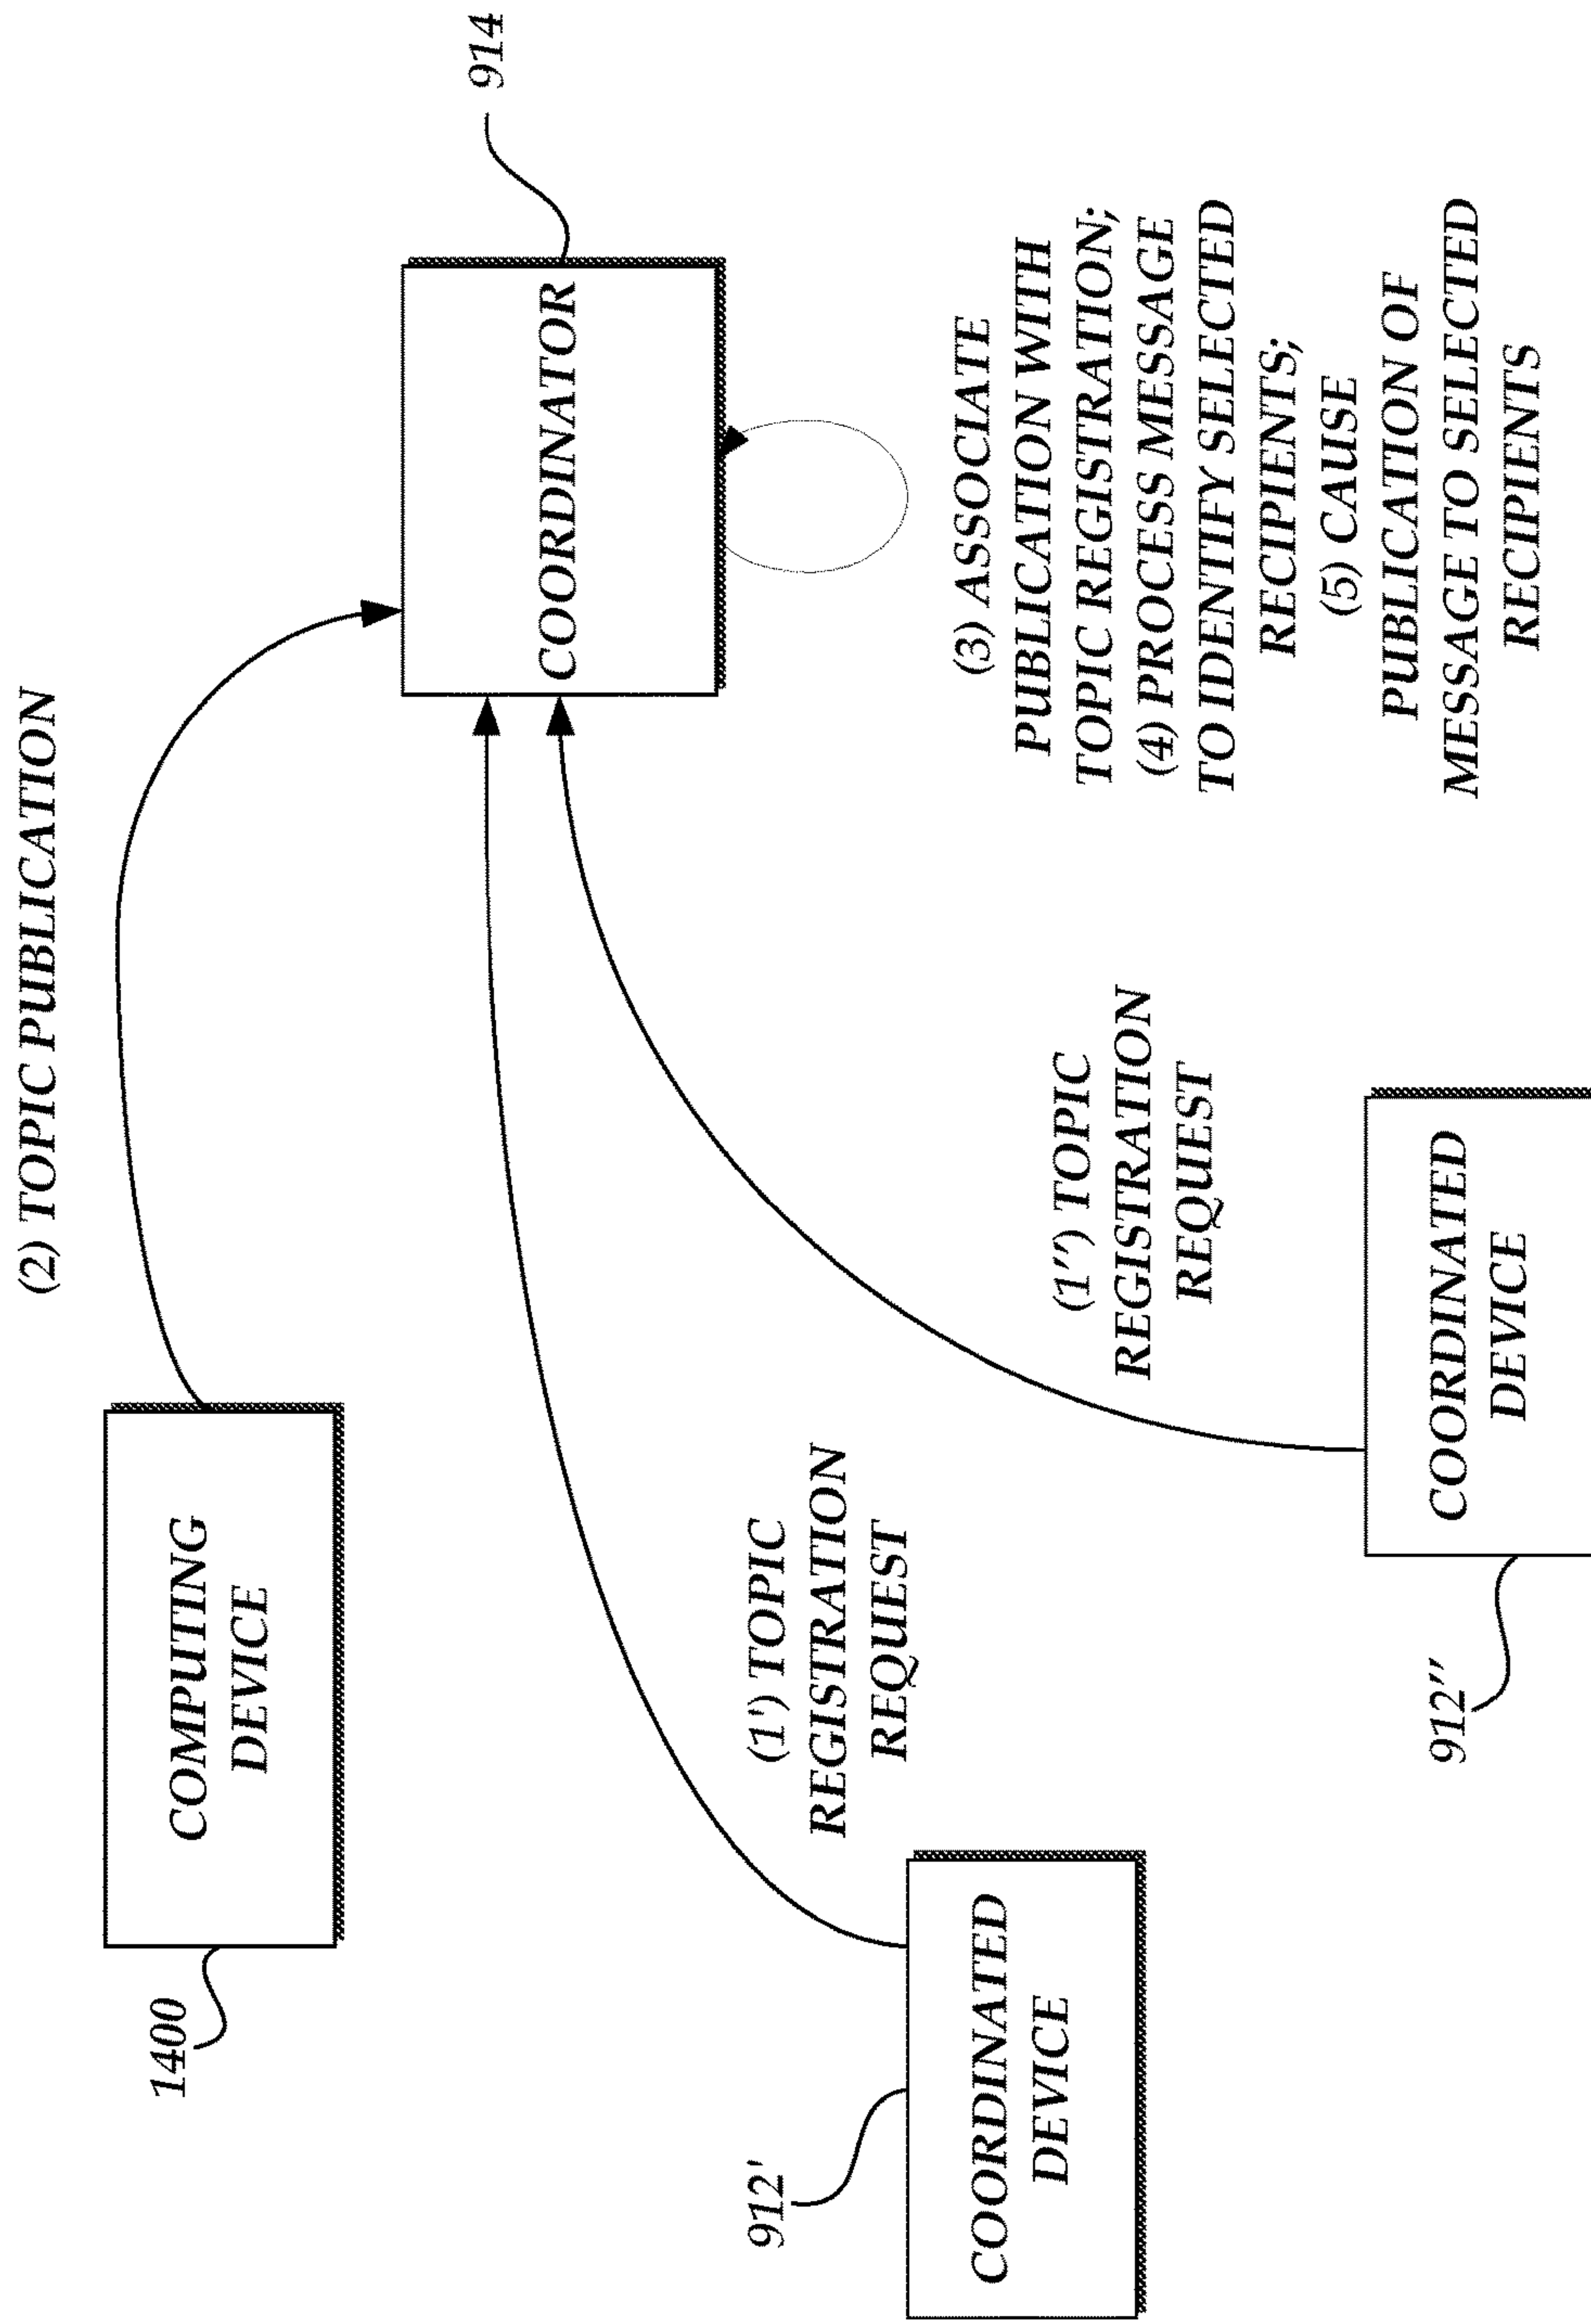 (2) TOPIC PUBLICATION
1400
COMPUTING
DEVICE
914
COORDINATOR
912'
COORDINATED
DEVICE
(1') TOPIC
REGISTRATION
REQUEST
(1'') TOPIC
REGISTRATION
REQUEST
(3) ASSOCIATE
PUBLICATION WITH
TOPIC REGISTRATION;
(4) PROCESS MESSAGE
TO IDENTIFY SELECTED
RECIPIENTS;
(5) CAUSE
PUBLICATION OF
MESSAGE TO SELECTED
RECIPIENTS
912''
COORDINATED
DEVICE